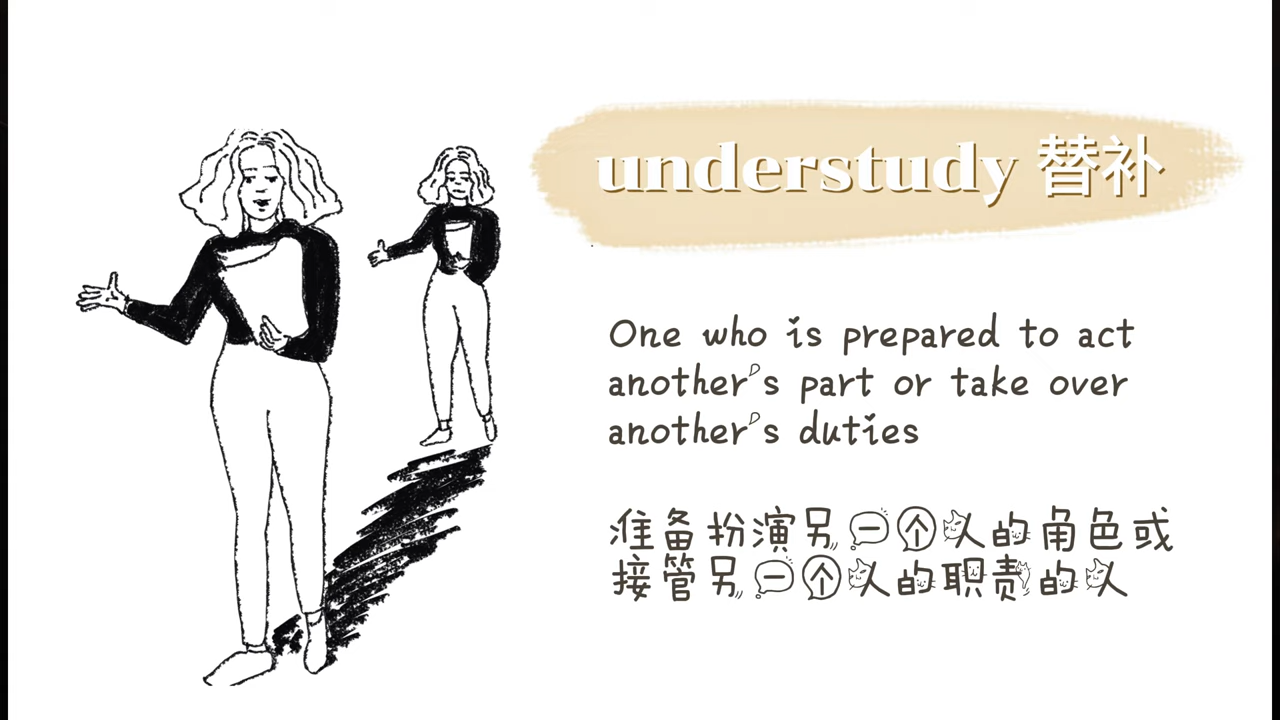 understudy 替补
One who is prepared to act
another's part or take over
another's duties
准备扮演另一个人的角色或
接管另一个人的职责的人